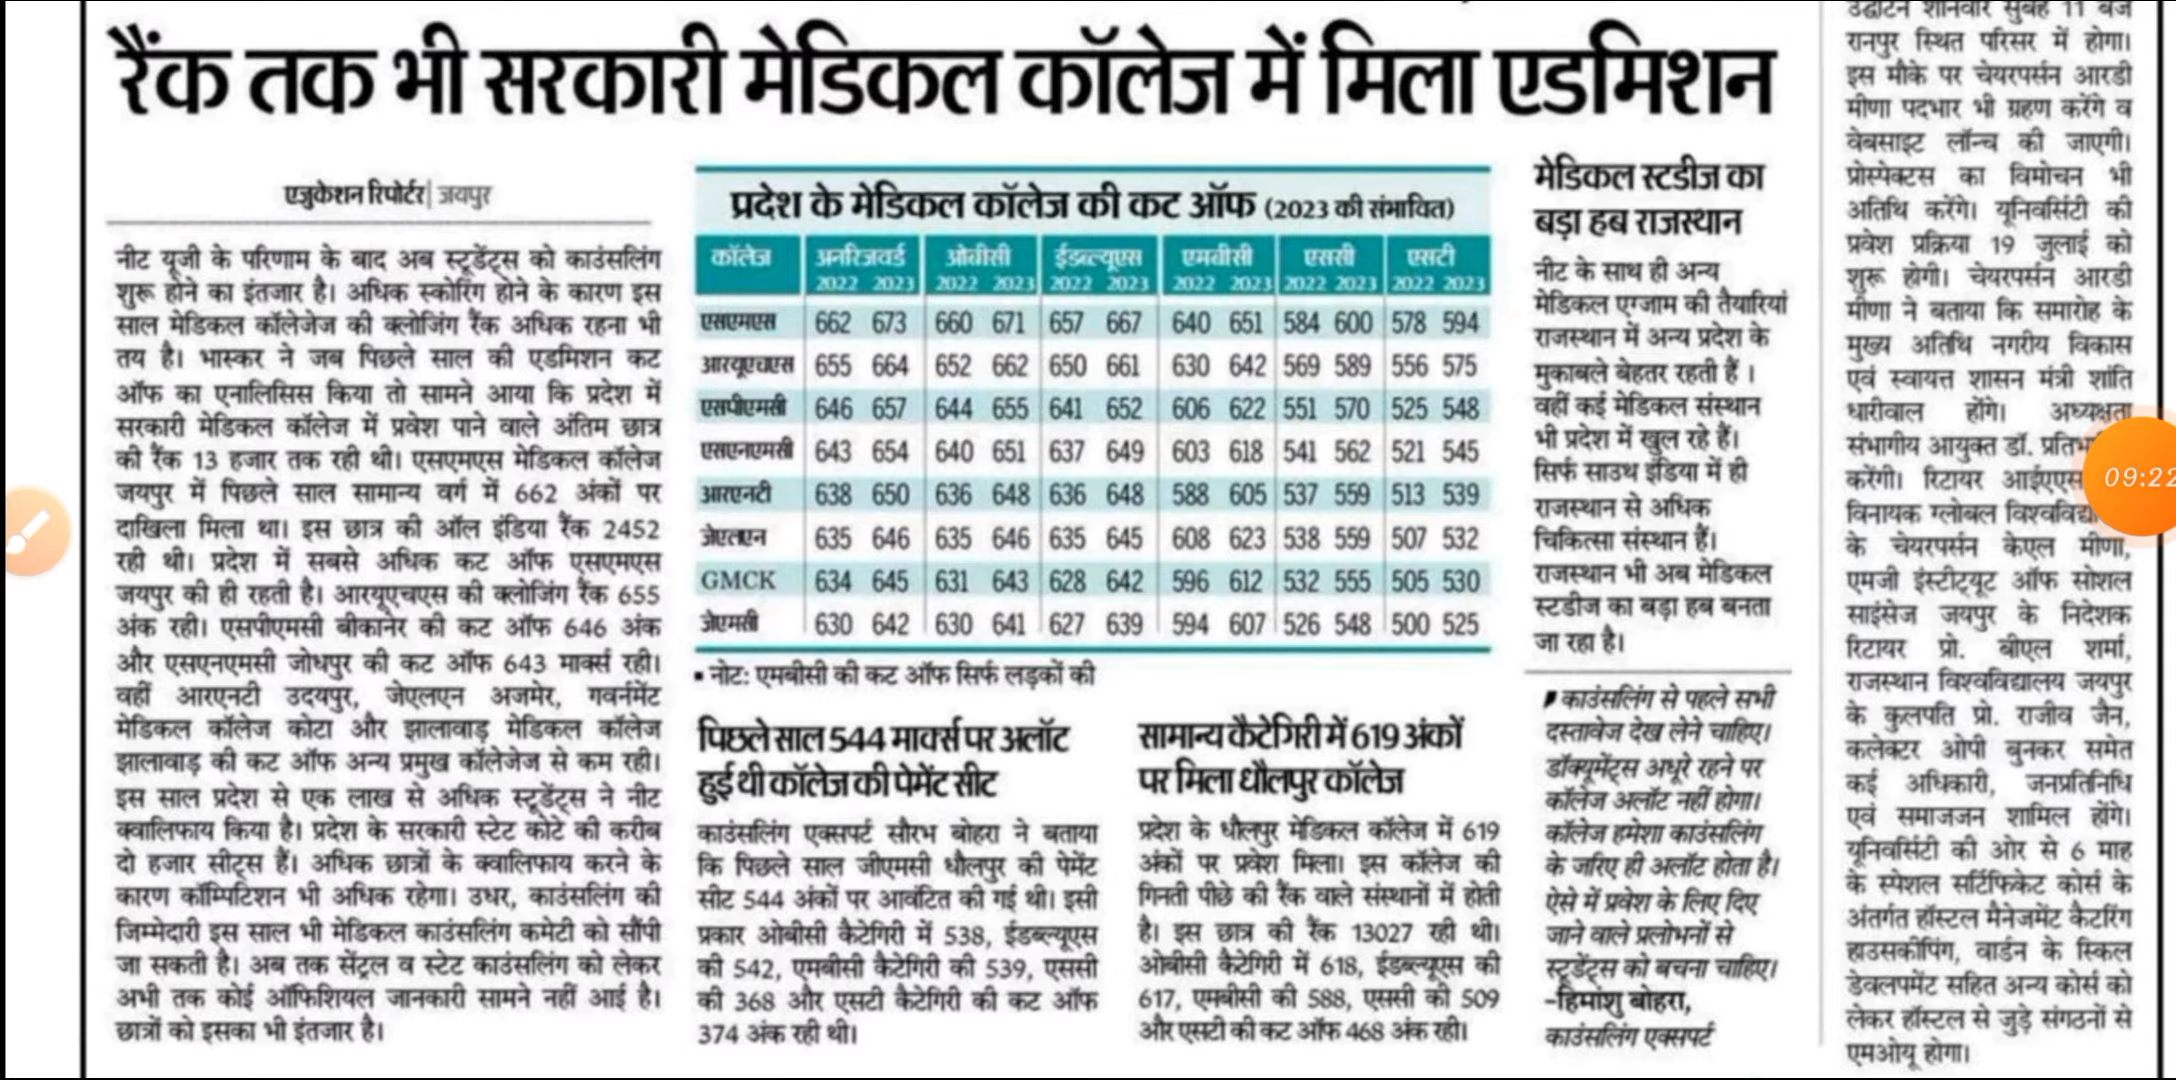 रैंक तक भी सरकारी मेडिकल कॉलेज में मिला एडमिशन
एजुकेशन रिपोर्टर| जयपुर
नीट यूजी के परिणाम के बाद अब स्टूडेंट्स को काउंसलिंग
शुरू होने का इंतजार है। अधिक स्कोरिंग होने के कारण इस
साल मेडिकल कॉलेजेज की क्लोजिंग रैंक अधिक रहना भी
तय है। भास्कर ने जब पिछले साल की एडमिशन कट
ऑफ का एनालिसिस किया तो सामने आया कि प्रदेश में
सरकारी मेडिकल कॉलेज में प्रवेश पाने वाले अंतिम छात्र
की रैंक 13 हजार तक रही थी। एसएमएस मेडिकल कॉलेज
जयपुर में पिछले साल सामान्य वर्ग में 662 अंकों पर
दाखिला मिला था। इस छात्र की ऑल इंडिया रैंक 2452
रही थी। प्रदेश में सबसे अधिक कट ऑफ एसएमएस
जयपुर की ही रहती है। आरयूएचएस की क्लोजिंग रैंक 655
अंक रही। एसपीएमसी बीकानेर की कट ऑफ 646 अंक
और एसएनएमसी जोधपुर की कट ऑफ 643 मार्क्स रही।
वहीं आरएनटी उदयपुर, जेएलएन अजमेर, गवर्नमेंट
मेडिकल कॉलेज कोटा और झालावाड़ मेडिकल कॉलेज
झालावाड़ की कट ऑफ अन्य प्रमुख कॉलेजेज से कम रही।
इस साल प्रदेश से एक लाख से अधिक स्टूडेंट्स ने नीट
क्वालिफाय किया है। प्रदेश के सरकारी स्टेट कोटे की करीब
दो हजार सीट्स हैं। अधिक छात्रों के क्वालिफाय करने के
कारण कॉम्पिटिशन भी अधिक रहेगा। उधर, काउंसलिंग की
जिम्मेदारी इस साल भी मेडिकल काउंसलिंग कमेटी को सौंपी
जा सकती है। अब तक सेंट्रल व स्टेट काउंसलिंग को लेकर
अभी तक कोई ऑफिशियल जानकारी सामने नहीं आई है।
छात्रों को इसका भी इंतजार है।
प्रदेश के मेडिकल कॉलेज की कट ऑफ (2023 की संभावित)
कॉलेज अनरिजवर्ड ओबीसी ईडब्ल्यूएस एमबीसी एससी एसटी
2022 2023 2022 2023 2022 2023 2022 2023 2022 2023 2022 2023
एसएमएस 662 673 660 671 657 667 640 651 584 600 578 594
आरयूएचएस 655 664 652 662 650 661 630 642 569 589 556 575
एसपीएमसी 646 657 644 655 641 652 606 622 551 570 525 548
एसएनएमसी 643 654 640 651 637 649 603 618 541 562 521 545
आरएनटी 638 650 636 648 636 648 588 605 537 559 513 539
जेएलएन 635 646 635 646 635 645 608 623 538 559 507 532
GMCK 634 645 631 643 628 642 596 612 532 555 505 530
जेएमसी 630 642 630 641 627 639 594 607 526 548 500 525
▪ नोट: एमबीसी की कट ऑफ सिर्फ लड़कों की
पिछले साल 544 मार्क्स पर अलॉट
हुई थी कॉलेज की पेमेंट सीट
काउंसलिंग एक्सपर्ट सौरभ बोहरा ने बताया
कि पिछले साल जीएमसी धौलपुर की पेमेंट
सीट 544 अंकों पर आवंटित की गई थी। इसी
प्रकार ओबीसी कैटेगिरी में 538, ईडब्ल्यूएस
की 542, एमबीसी कैटेगिरी की 539, एससी
की 368 और एसटी कैटेगिरी की कट ऑफ
374 अंक रही थी।
सामान्य कैटेगिरी में 619 अंकों
पर मिला धौलपुर कॉलेज
प्रदेश के धौलपुर मेडिकल कॉलेज में 619
अंकों पर प्रवेश मिला। इस कॉलेज की
गिनती पीछे की रैंक वाले संस्थानों में होती
है। इस छात्र की रैंक 13027 रही थी।
ओबीसी कैटेगिरी में 618, ईडब्ल्यूएस की
617, एमबीसी की 588, एससी की 509
और एसटी की कट ऑफ 468 अंक रही।
मेडिकल स्टडीज का
बड़ा हब राजस्थान
नीट के साथ ही अन्य
मेडिकल एग्जाम की तैयारियां
राजस्थान में अन्य प्रदेश के
मुकाबले बेहतर रहती हैं ।
वहीं कई मेडिकल संस्थान
भी प्रदेश में खुल रहे हैं।
सिर्फ साउथ इंडिया में ही
राजस्थान से अधिक
चिकित्सा संस्थान हैं।
राजस्थान भी अब मेडिकल
स्टडीज का बड़ा हब बनता
जा रहा है।
काउंसलिंग से पहले सभी
दस्तावेज देख लेने चाहिए।
डॉक्यूमेंट्स अधूरे रहने पर
कॉलेज अलॉट नहीं होगा।
कॉलेज हमेशा काउंसलिंग
के जरिए ही अलॉट होता है।
ऐसे में प्रवेश के लिए दिए
जाने वाले प्रलोभनों से
स्टूडेंट्स को बचना चाहिए।
-हिमांशु बोहरा,
काउंसलिंग एक्सपर्ट
उद्घाटन शनिवार सुबह 11 बजे
रानपुर स्थित परिसर में होगा।
इस मौके पर चेयरपर्सन आरडी
मीणा पदभार भी ग्रहण करेंगे व
वेबसाइट लॉन्च की जाएगी।
प्रोस्पेक्टस का विमोचन भी
अतिथि करेंगे। यूनिवर्सिटी की
प्रवेश प्रक्रिया 19 जुलाई को
शुरू होगी। चेयरपर्सन आरडी
मीणा ने बताया कि समारोह के
मुख्य अतिथि नगरीय विकास
एवं स्वायत्त शासन मंत्री शांति
धारीवाल होंगे। अध्यक्षता
संभागीय आयुक्त डॉ.
करेंगी। रिटायर आईएएस
विनायक ग्लोबल
के चेयरपर्सन केएल मीणा,
एमजी इंस्टीट्यूट ऑफ सोशल
साइंसेज जयपुर के निदेशक
रिटायर प्रो. बीएल शर्मा,
राजस्थान विश्वविद्यालय जयपुर
के कुलपति प्रो. राजीव जैन,
कलेक्टर ओपी बुनकर समेत
कई अधिकारी, जनप्रतिनिधि
एवं समाजजन शामिल होंगे।
यूनिवर्सिटी की ओर से 6 माह
के स्पेशल सर्टिफिकेट कोर्स के
अंतर्गत हॉस्टल मैनेजमेंट कैटरिंग
हाउसकीपिंग, वार्डन के स्किल
डेवलपमेंट सहित अन्य कोर्स को
लेकर हॉस्टल से जुड़े संगठनों से
एमओयू होगा।
09:22